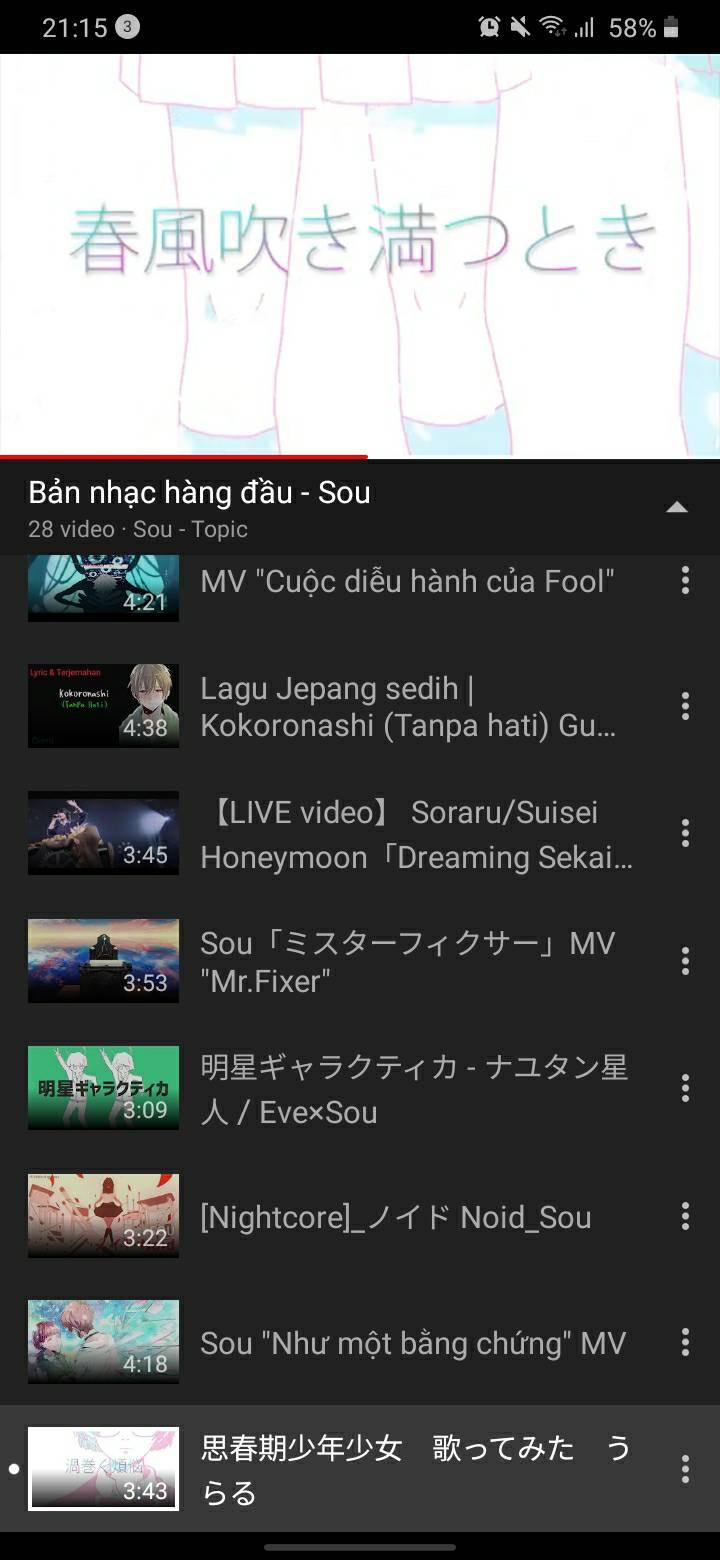 21:15 3 58%
春風吹き満つとき
Bản nhạc hàng đầu - Sou
28 video · Sou - Topic
4:21
MV "Cuộc diễu hành của Fool"
Lyric & Terjemahan
Kokoronashi
(Tanpa Hati)
4:38
Lagu Jepang sedih |
Kokoronashi (Tanpa hati) Gu...
3:45
【LIVE video】 Soraru/Suisei
Honeymoon「Dreaming Sekai...
3:53
Sou「ミスターフィクサー」MV
"Mr.Fixer"
明星ギャラクティカ
3:09
明星ギャラクティカ - ナユタン星
人 / Eve×Sou
3:22
[Nightcore]_ノイド Noid_Sou
4:18
Sou "Như một bằng chứng" MV
渦巻く煩悩
3:43
思春期少年少女　歌ってみた　う
らる